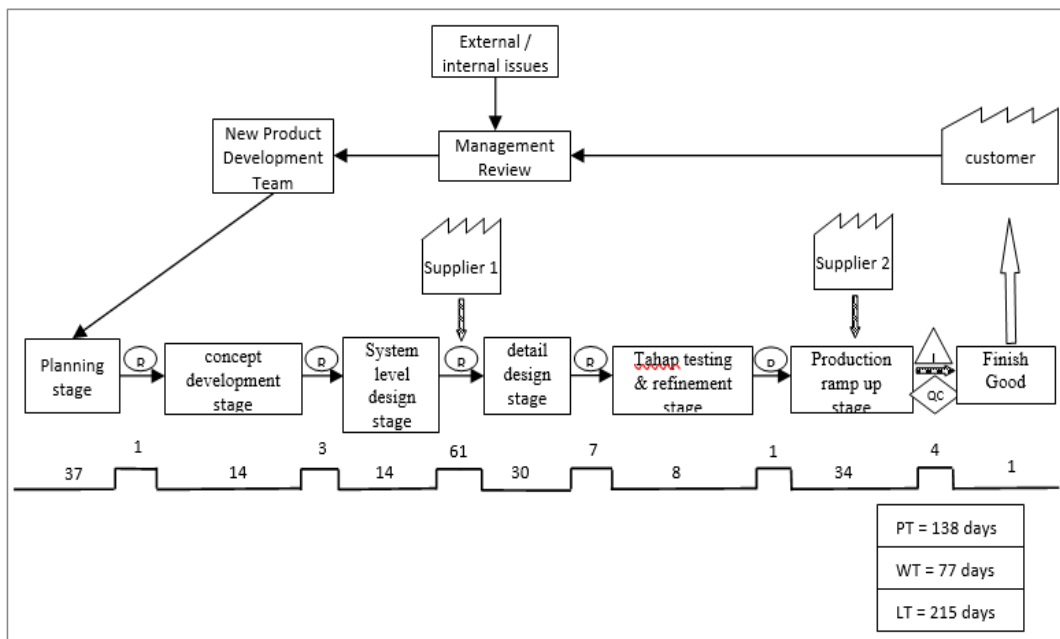 External /
internal issues
New Product
Development
Team
Management
Review
customer
Supplier 1
Supplier 2
Planning
stage
R
concept
development
stage
R
System
level
design
stage
R
detail
design
stage
R
Tahap testing
& refinement
stage
R
Production
ramp up
stage
I
QC
Finish
Good
37
1
14
3
14
61
30
7
8
1
34
4
1
PT = 138 days
WT = 77 days
LT = 215 days